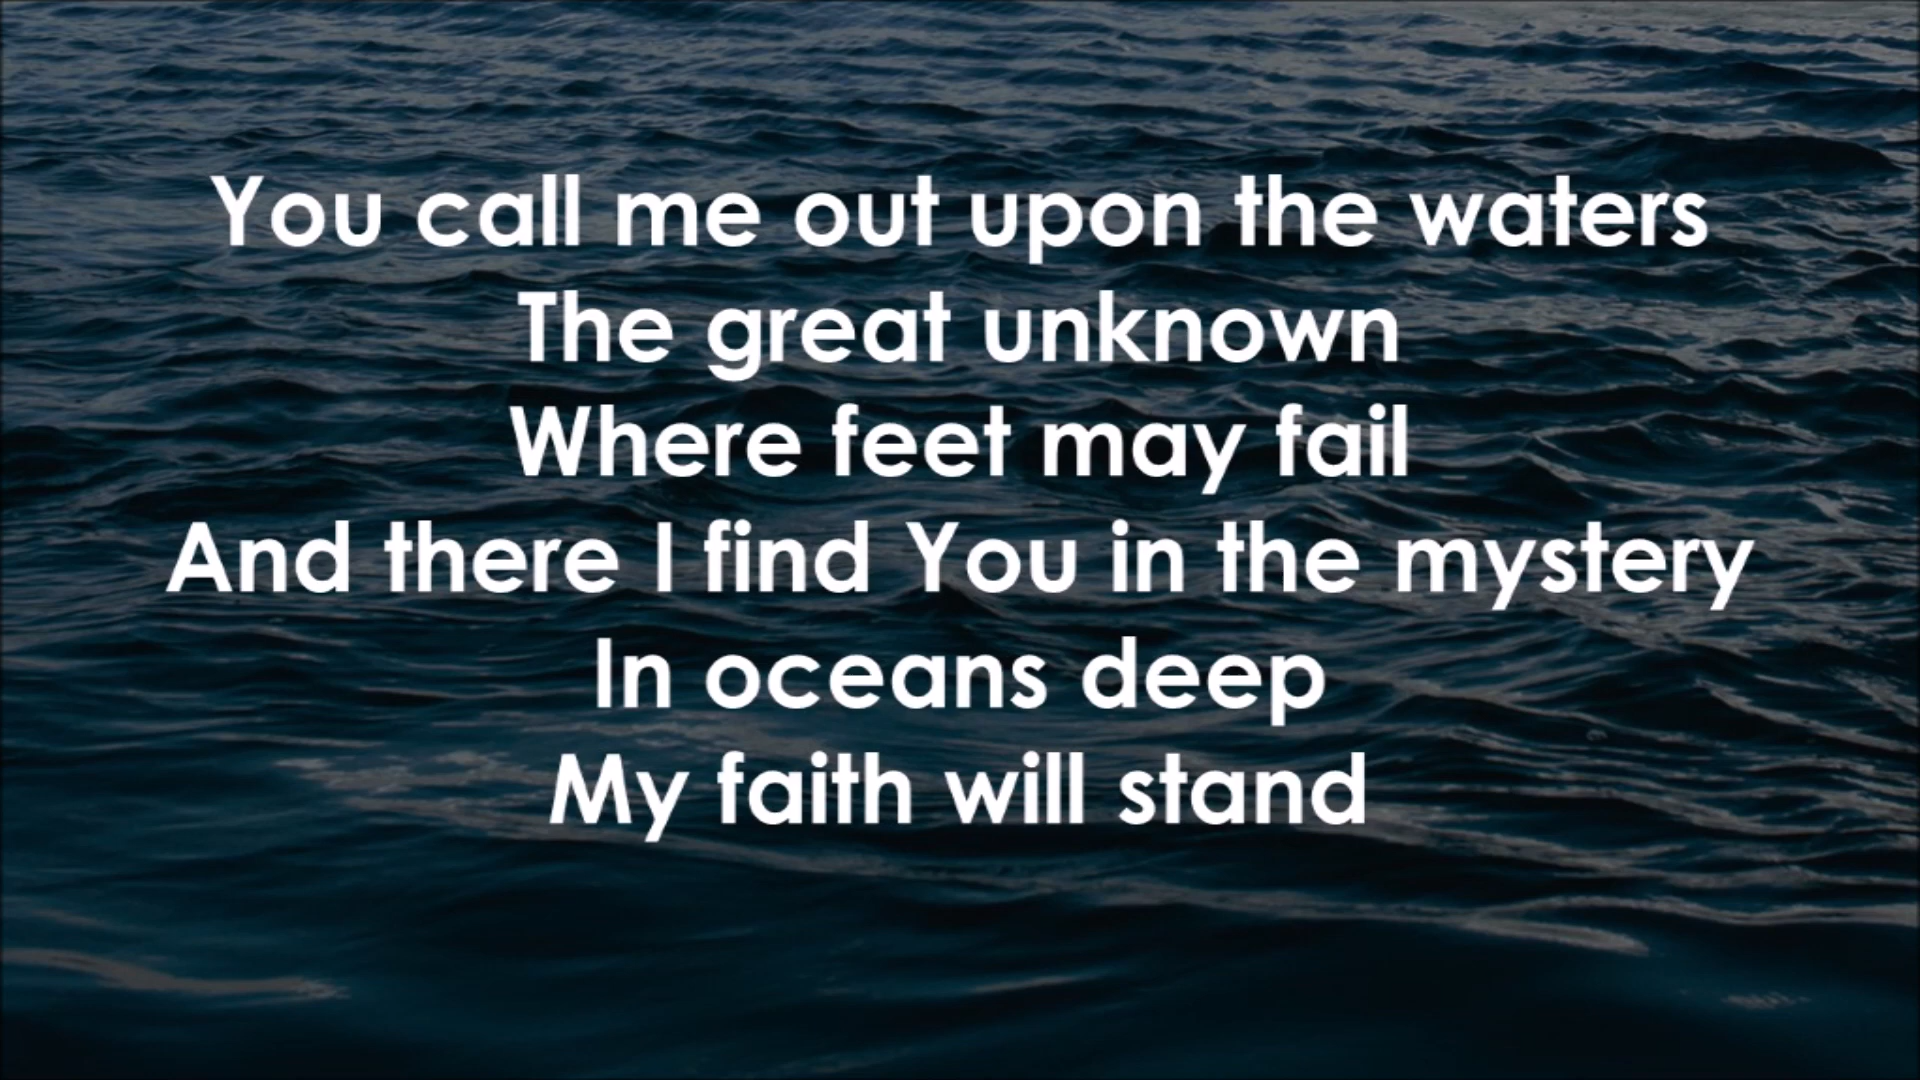 You call me out upon the waters
The great unknown
Where feet may fail
And there I find You in the mystery
In oceans deep
My faith will stand